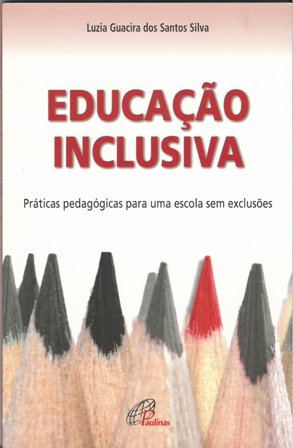 Luzia Guacira dos Santos Silva
EDUCAÇÃO
INCLUSIVA
Práticas pedagógicas para uma escola sem exclusões
Paulinas